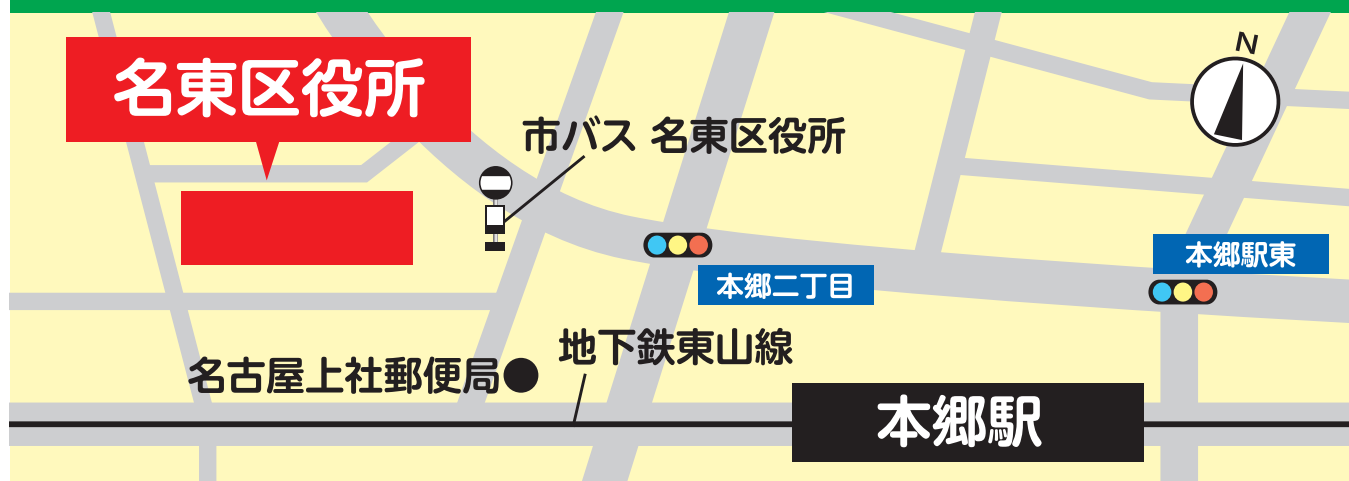 名東区役所
N
市バス 名東区役所
本郷駅東
本郷二丁目
地下鉄東山線
名古屋上社郵便局
本郷駅